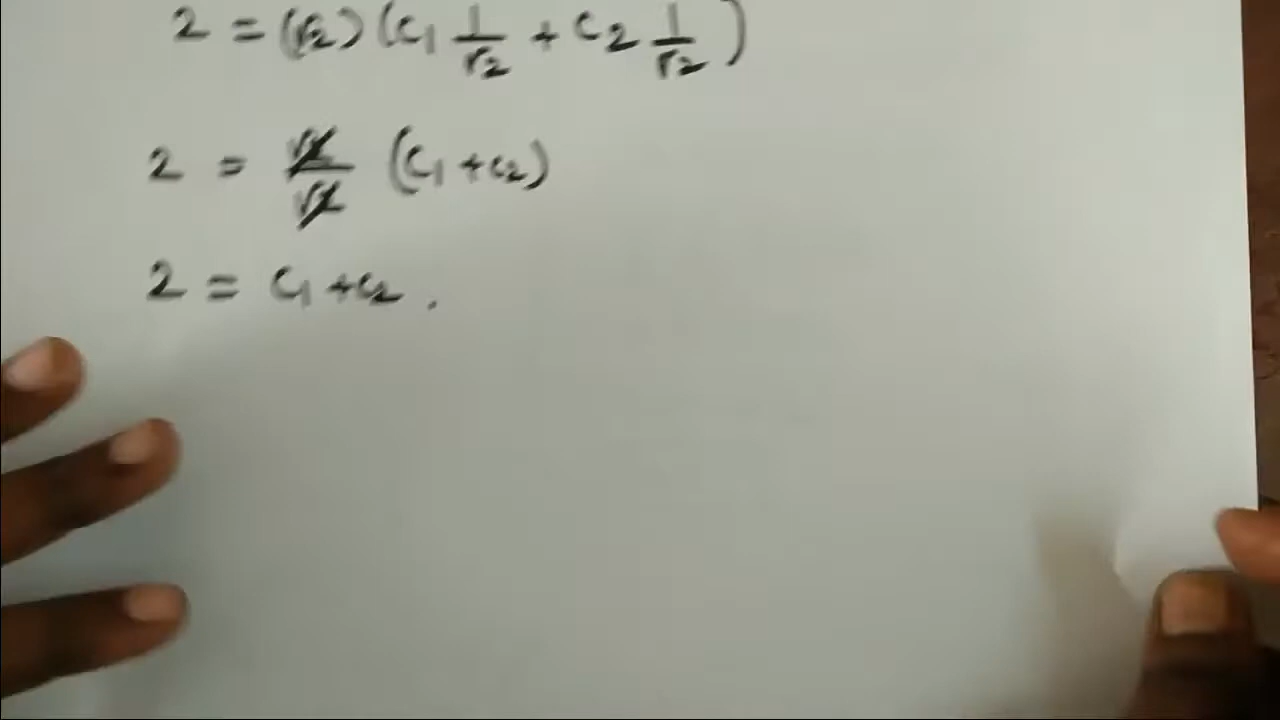 2 = (√2) (C₁ 1/√2 + C₂ 1/√2)
2 = √2/√2 (C₁ + C₂)
2 = C₁ + C₂ .